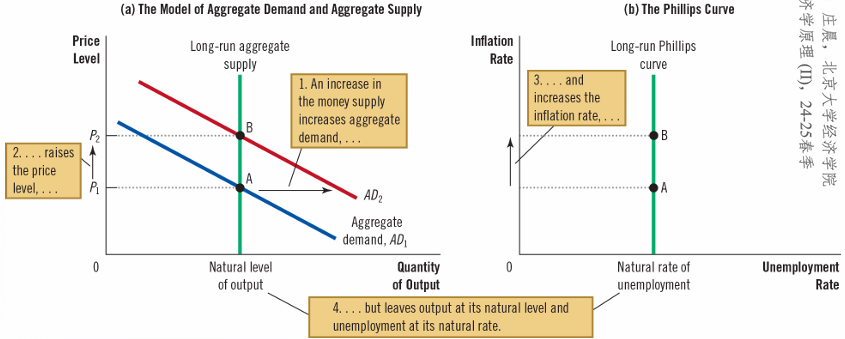 (a) The Model of Aggregate Demand and Aggregate Supply
Price
Level
Long-run aggregate
supply
1. An increase in
the money supply
increases aggregate
demand, . . .
B
P2
2. . . . raises
the price
level, . . .
P1
A
AD2
Aggregate
demand, AD1
0
Natural level
of output
Quantity
of Output
(b) The Phillips Curve
Inflation
Rate
Long-run Phillips
curve
3. . . . and
increases the
inflation rate, . . .
B
A
0
Natural rate of
unemployment
Unemployment
Rate
4. . . . but leaves output at its natural level and
unemployment at its natural rate.
庄晨，北京大学经济学院
济学原理 (II)，24-25春季